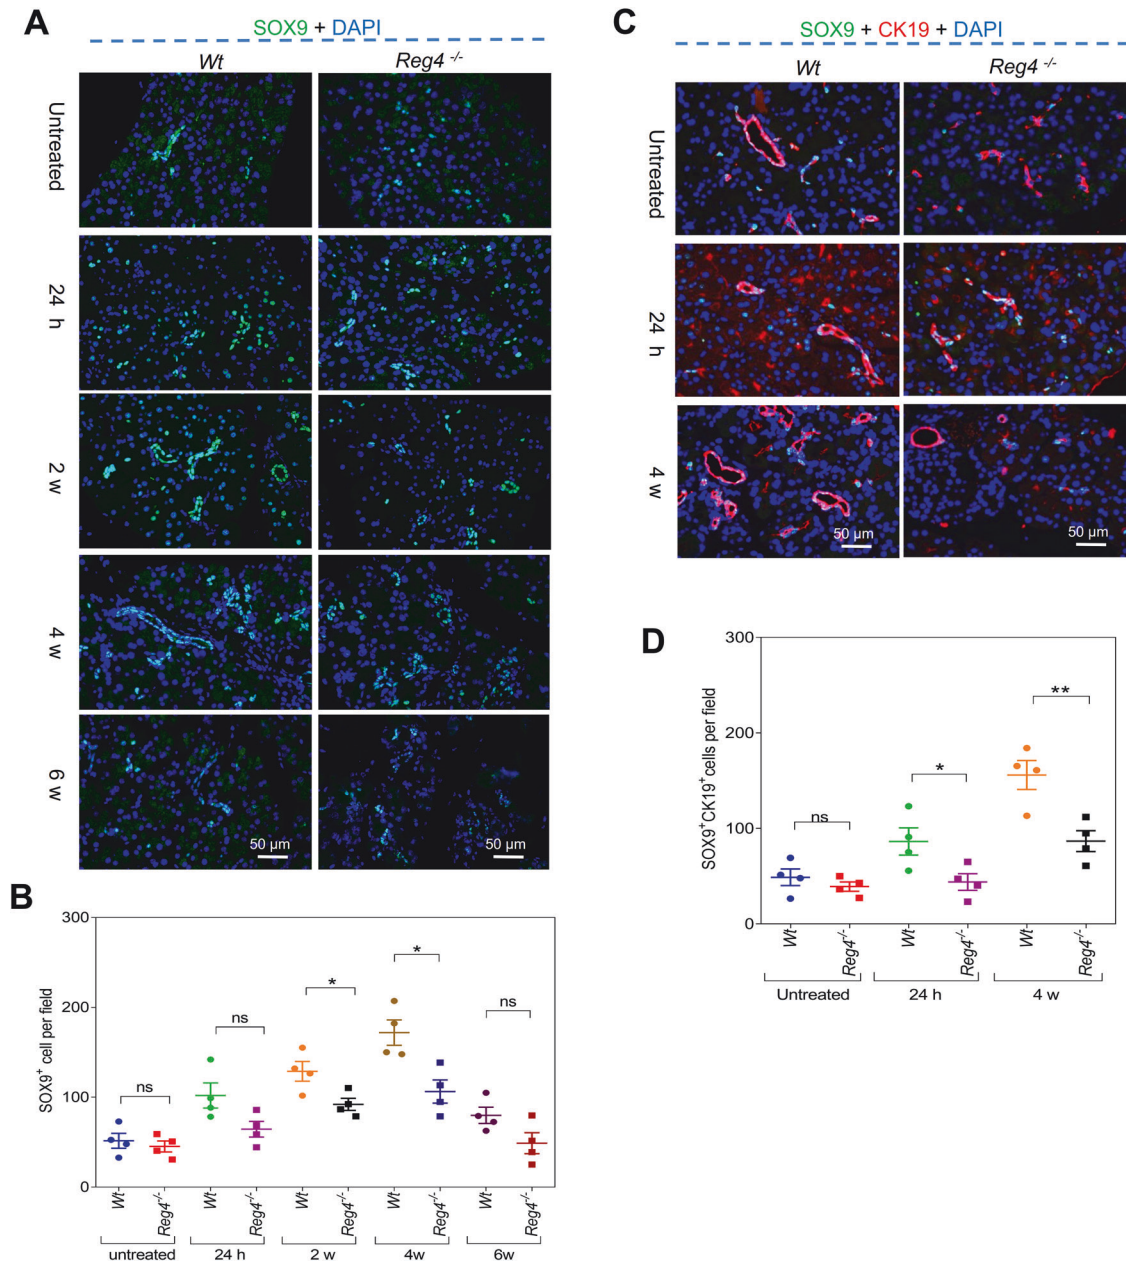 A
SOX9 + DAPI
Wt
Reg4 -/-
Untreated
24 h
2 w
4 w
6 w
50 µm
50 µm
B
SOX9+ cell per field
300
200
100
0
ns
ns
*
*
ns
Wt
Reg4-/-
Wt
Reg4-/-
Wt
Reg4-/-
Wt
Reg4-/-
Wt
Reg4-/-
untreated
24 h
2 w
4w
6w
C
SOX9 + CK19 + DAPI
Wt
Reg4 -/-
Untreated
24 h
4 w
50 µm
50 µm
D
SOX9+CK19+cells per field
300
200
100
0
ns
*
**
Wt
Reg4-/-
Wt
Reg4-/-
Wt
Reg4-/-
Untreated
24 h
4 w